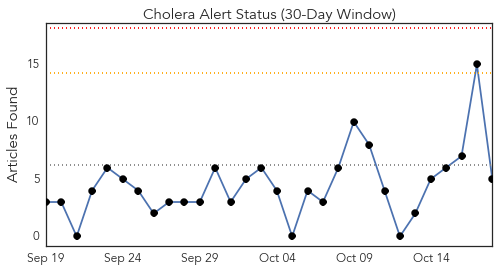 Cholera Alert Status (30-Day Window)
Articles Found
15
10
5
0
Sep 19
Sep 24
Sep 29
Oct 04
Oct 09
Oct 14